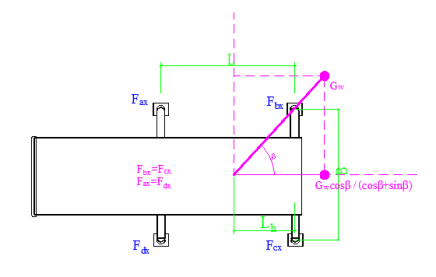 L
Gw
Fax
Fbx
B
Fbx=Fcx
Fax=Fdx
Gwcosβ/(cosβ+sinβ)
Lh
Fdx
Fcx